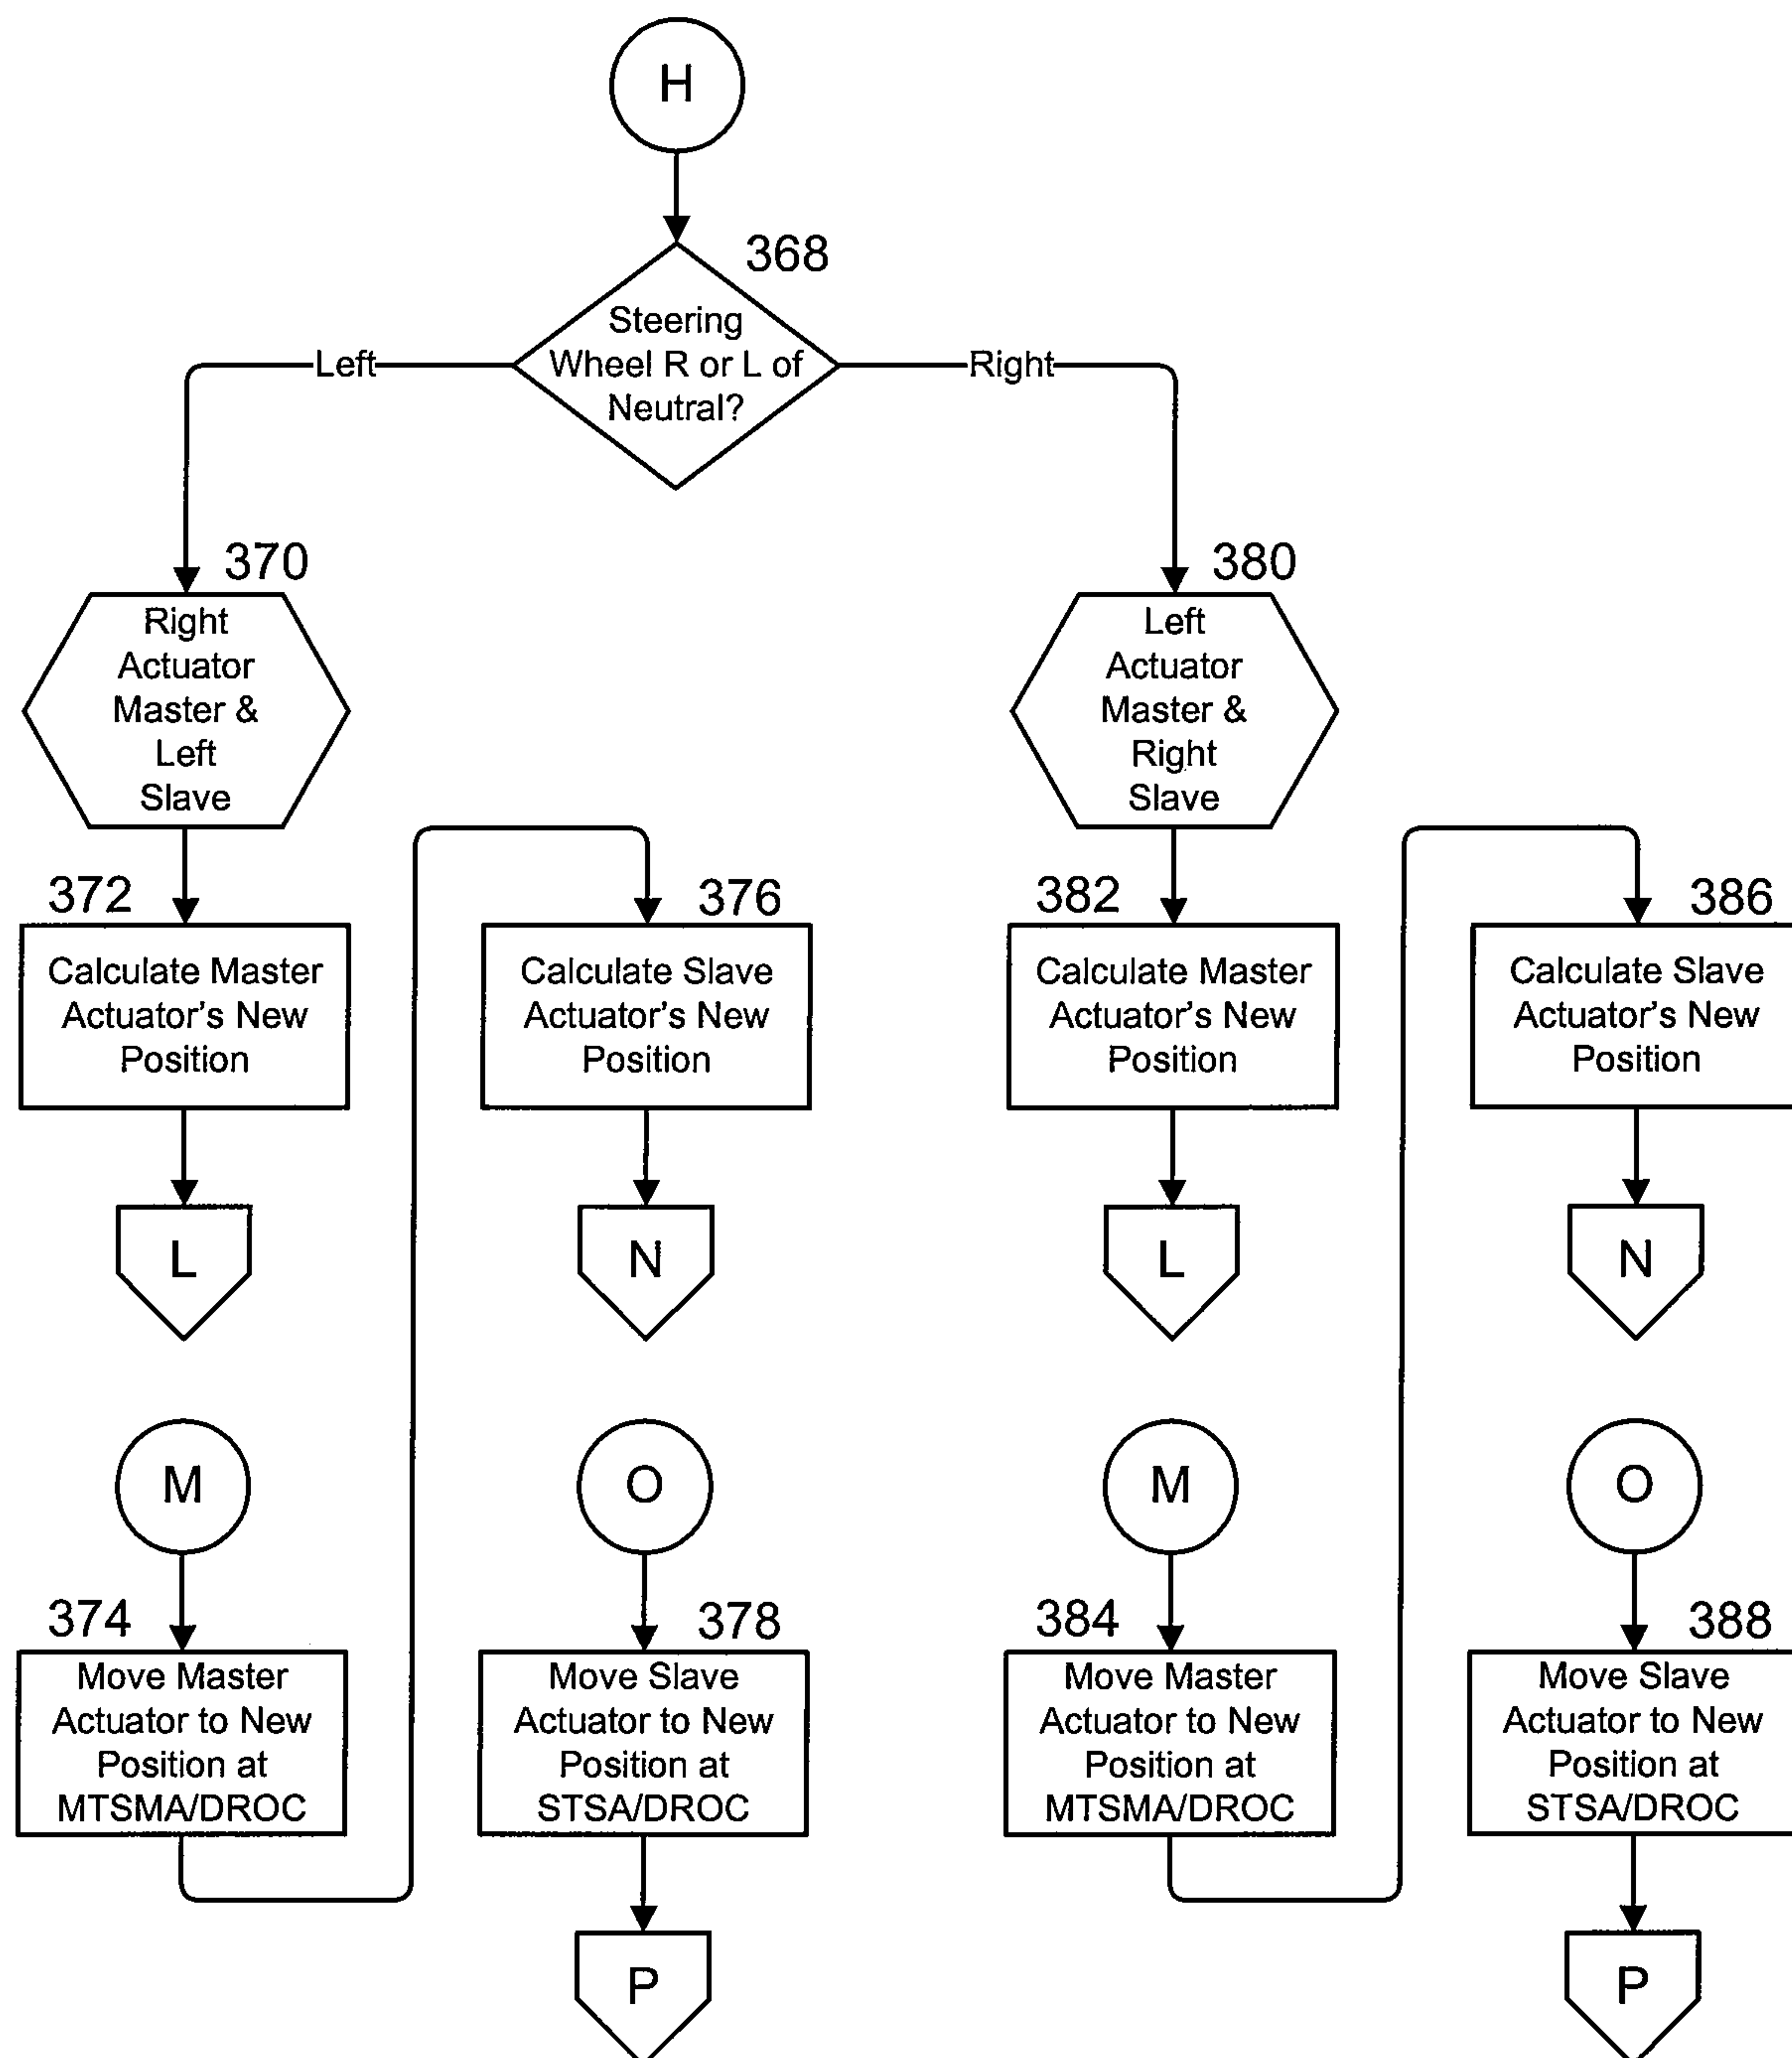 H
368
Steering
Wheel R or L of
Neutral?
Left
Right
370
Right
Actuator
Master &
Left
Slave
380
Left
Actuator
Master &
Right
Slave
372
Calculate Master
Actuator's New
Position
376
Calculate Slave
Actuator's New
Position
382
Calculate Master
Actuator's New
Position
386
Calculate Slave
Actuator's New
Position
L
N
L
N
M
O
M
O
374
Move Master
Actuator to New
Position at
MTSMA/DROC
378
Move Slave
Actuator to New
Position at
STSA/DROC
384
Move Master
Actuator to New
Position at
MTSMA/DROC
388
Move Slave
Actuator to New
Position at
STSA/DROC
P
P